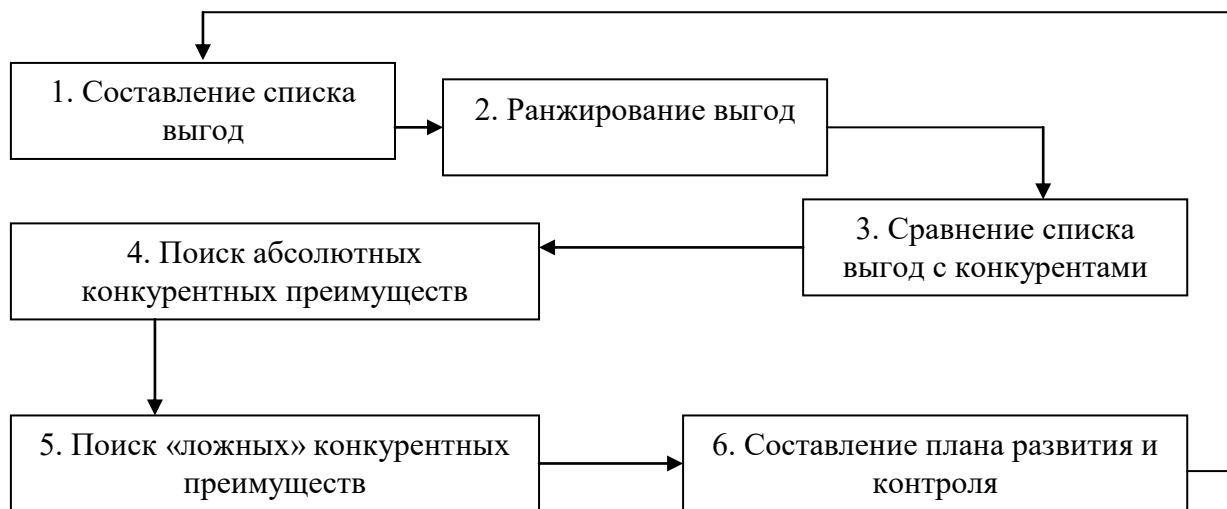 1. Составление списка
выгод
2. Ранжирование выгод
3. Сравнение списка
выгод с конкурентами
4. Поиск абсолютных
конкурентных преимуществ
5. Поиск «ложных» конкурентных
преимуществ
6. Составление плана развития и
контроля